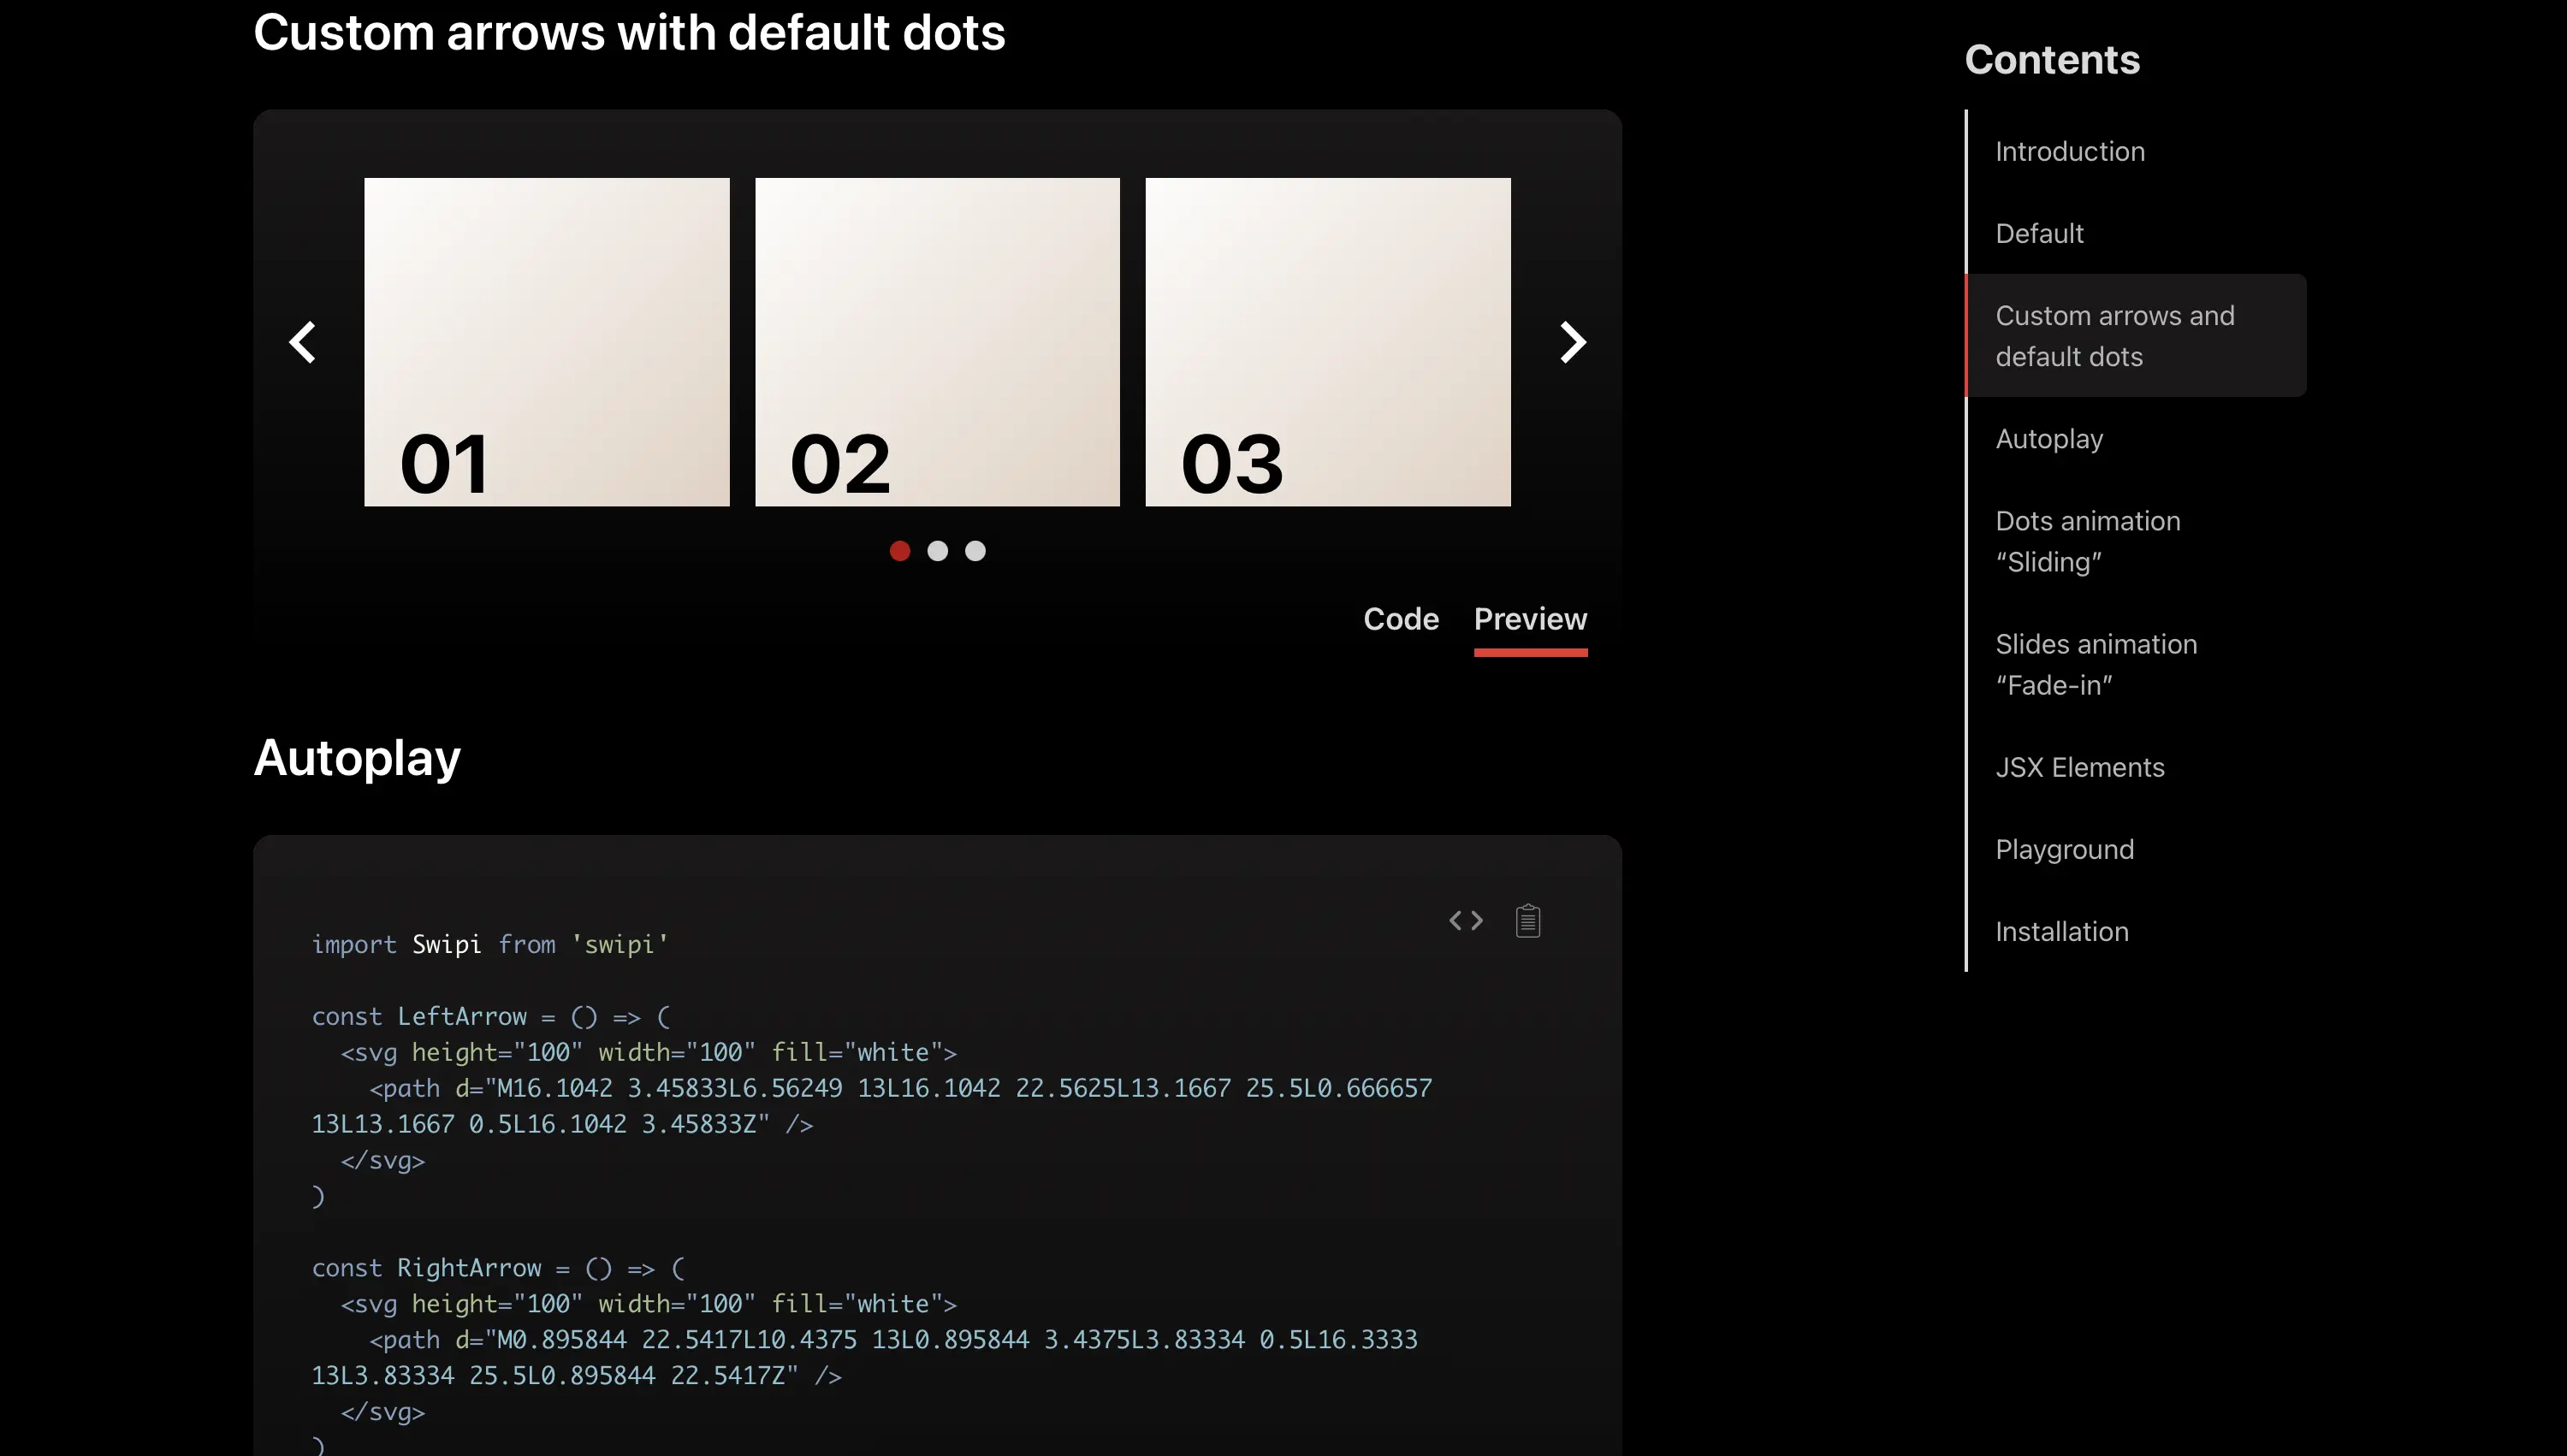 Custom arrows with default dots
01
02
03
Code
Preview
Autoplay
import Swipi from 'swipi'
const LeftArrow = () => (
<svg height="100" width="100" fill="white">
<path d="M16.1042 3.45833L6.56249 13L16.1042 22.5625L13.1667 25.5L0.666657
13L13.1667 0.5L16.1042 3.45833Z" />
</svg>
)
const RightArrow = () => (
<svg height="100" width="100" fill="white">
<path d="M0.895844 22.5417L10.4375 13L0.895844 3.4375L3.83334 0.5L16.3333
13L3.83334 25.5L0.895844 22.5417Z" />
</svg>
)
Contents
Introduction
Default
Custom arrows and
default dots
Autoplay
Dots animation
“Sliding”
Slides animation
“Fade-in”
JSX Elements
Playground
Installation